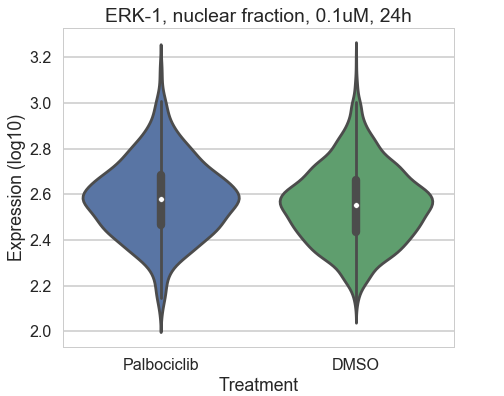 ERK-1, nuclear fraction, 0.1uM, 24h
Expression (log10)
3.2
3.0
2.8
2.6
2.4
2.2
2.0
Palbociclib
DMSO
Treatment